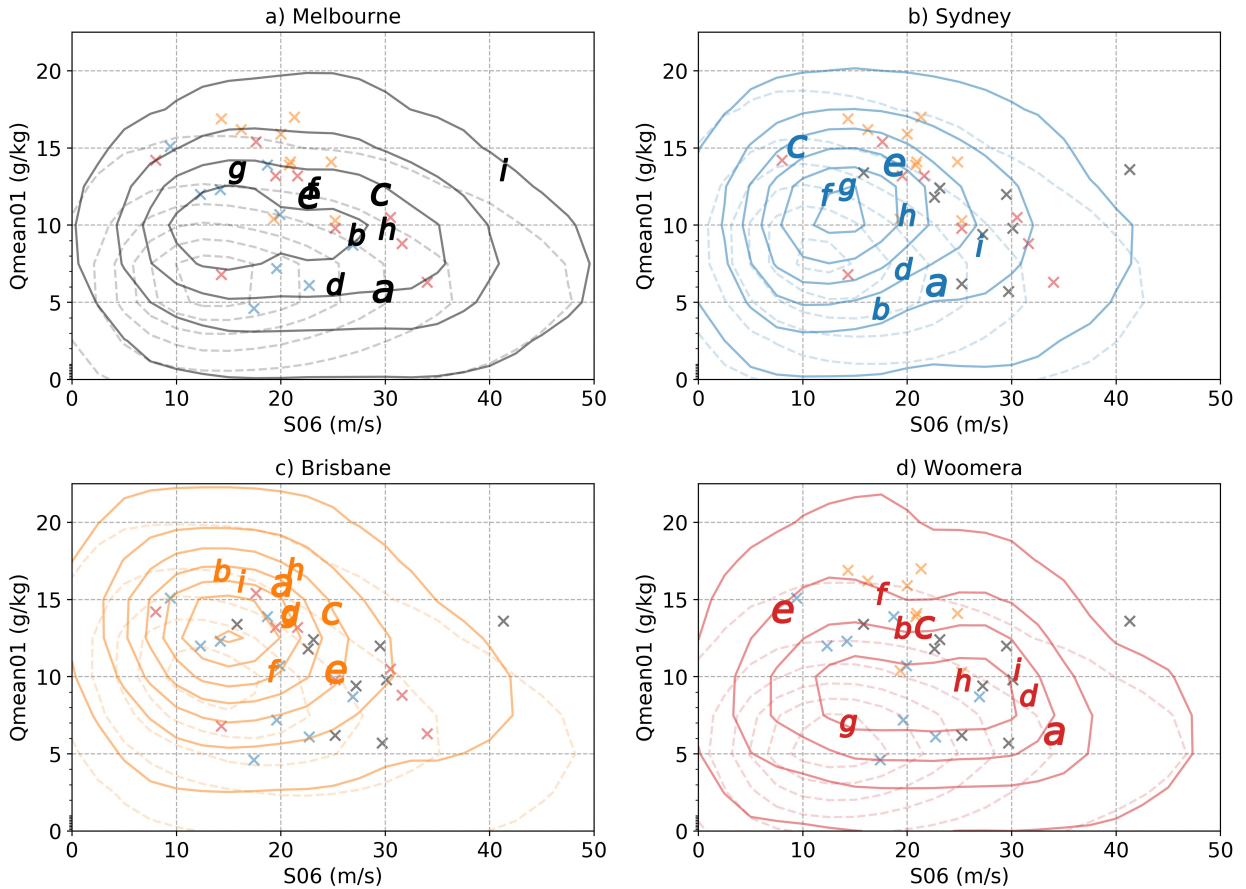 a) Melbourne
Qmean01 (g/kg)
20
15
10
5
0
g
f
e
c
i
b
h
d
a
0 10 20 30 40 50
S06 (m/s)
b) Sydney
Qmean01 (g/kg)
20
15
10
5
0
c
e
f
g
h
i
d
a
b
0 10 20 30 40 50
S06 (m/s)
c) Brisbane
Qmean01 (g/kg)
20
15
10
5
0
b
i
a
h
g
c
f
e
0 10 20 30 40 50
S06 (m/s)
d) Woomera
Qmean01 (g/kg)
20
15
10
5
0
e
f
b
c
h
i
d
g
a
0 10 20 30 40 50
S06 (m/s)